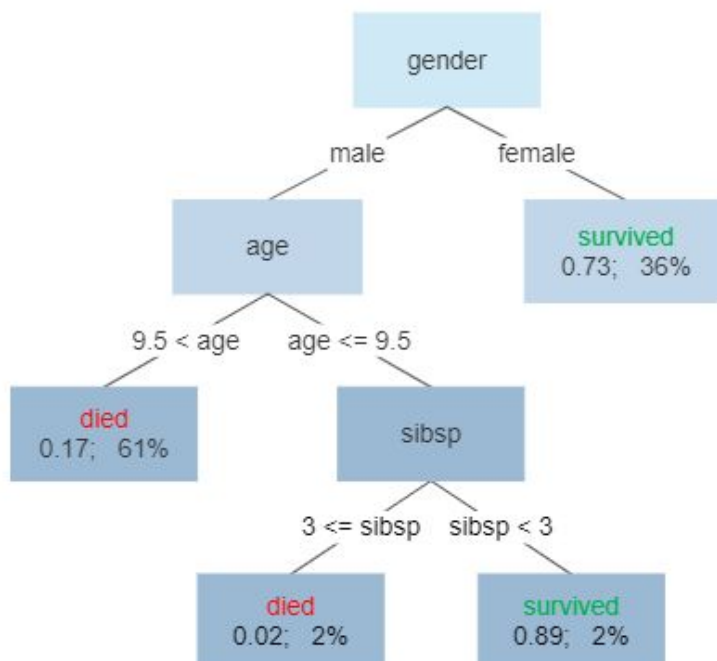 gender
male
female
age
survived
0.73; 36%
9.5 < age
age <= 9.5
died
0.17; 61%
sibsp
3 <= sibsp
sibsp < 3
died
0.02; 2%
survived
0.89; 2%